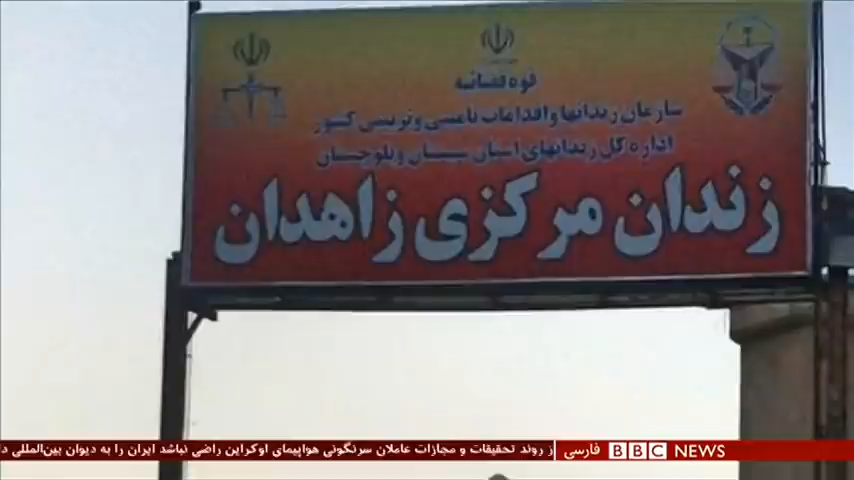 قوه قضائیه
سازمان زندانها و اقدامات تامینی و تربیتی کشور
اداره کل زندانهای استان سیستان و بلوچستان
زندان مرکزی زاهدان
ز روند تحقیقات و مجازات عاملان سرنگونی هواپیمای اوکراین راضی نباشد ایران را به دیوان بین‌المللی دا
BBC NEWS فارسی